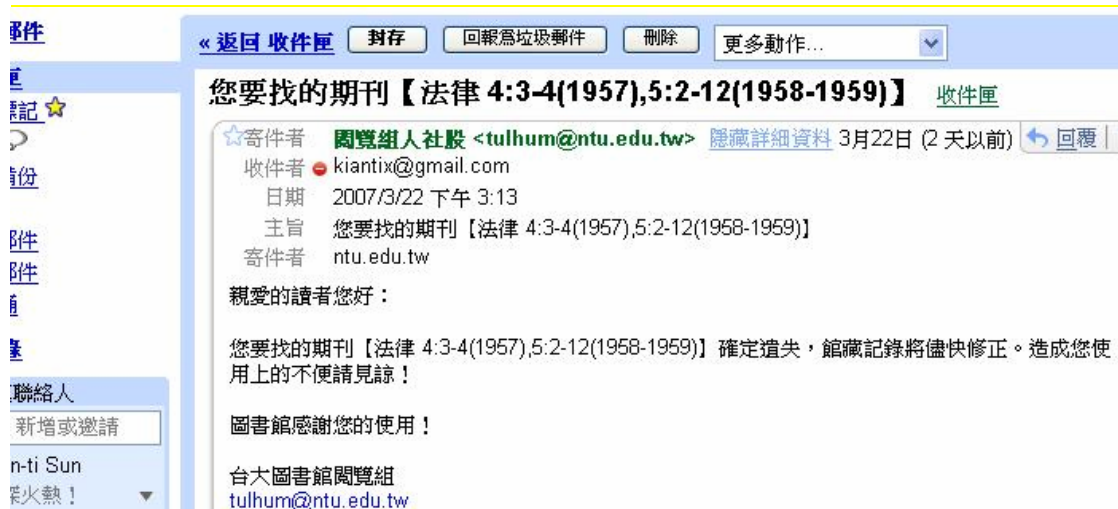 « 返回 收件匣 封存 回報為垃圾郵件 刪除 更多動作...
您要找的期刊【法律 4:3-4(1957),5:2-12(1958-1959)】 收件匣
寄件者 閱覽組人社股 <tulhum@ntu.edu.tw> 隱藏詳細資料 3月22日 (2 天以前) 回覆
收件者 kiantix@gmail.com
日期 2007/3/22 下午 3:13
主旨 您要找的期刊【法律 4:3-4(1957),5:2-12(1958-1959)】
寄件者 ntu.edu.tw
親愛的讀者您好：
您要找的期刊【法律 4:3-4(1957),5:2-12(1958-1959)】確定遺失，館藏記錄將儘快修正。造成您使
用上的不便請見諒！
圖書館感謝您的使用！
台大圖書館閱覽組
tulhum@ntu.edu.tw
郵件
匣
標記
備份
郵件
郵件
聯絡人
新增或邀請
n-ti Sun
深火熱！